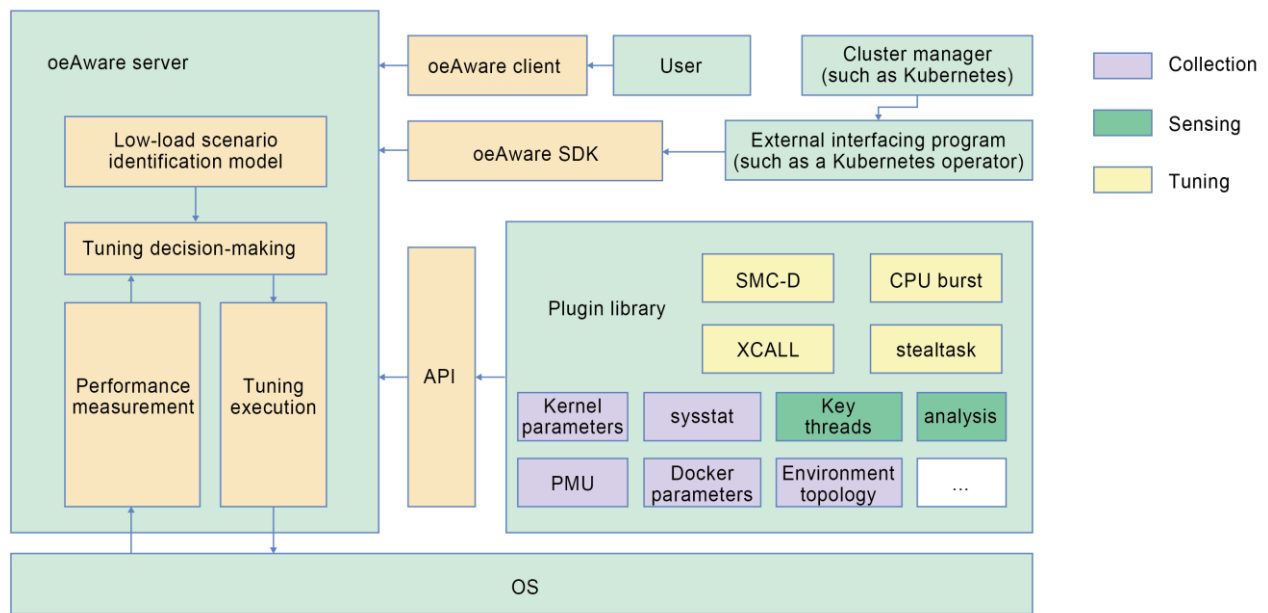 oeAware server
oeAware client
User
Cluster manager
(such as Kubernetes)
Collection
Low-load scenario
identification model
oeAware SDK
External interfacing program
(such as a Kubernetes operator)
Sensing
Tuning
Tuning decision-making
Performance
measurement
Tuning
execution
API
Plugin library
SMC-D
CPU burst
XCALL
stealtask
Kernel
parameters
sysstat
Key
threads
analysis
PMU
Docker
parameters
Environment
topology
...
OS